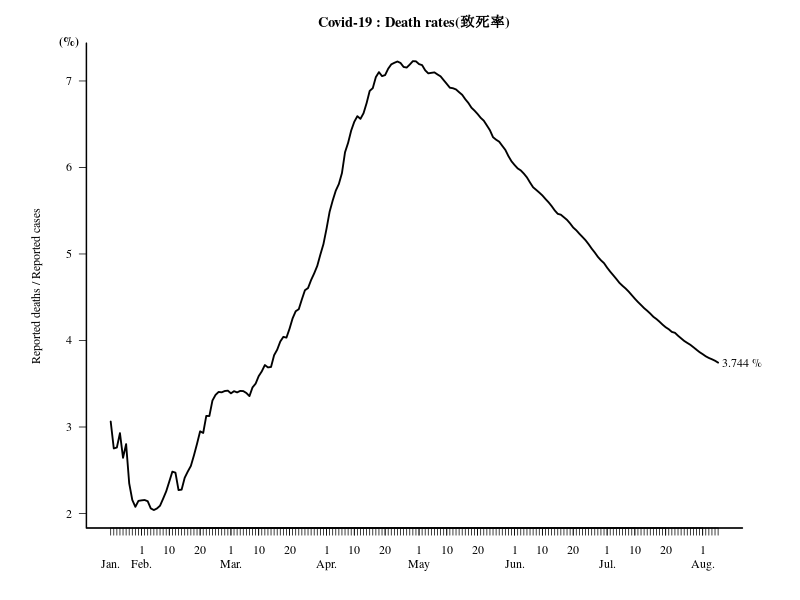 Covid-19 : Death rates(致死率)
(%)
7
6
5
4
3
2
Reported deaths / Reported cases
3.744 %
1 10 20 1 10 20 1 10 20 1 10 20 1 10 20 1 10 20 1
Jan. Feb. Mar. Apr. May Jun. Jul. Aug.